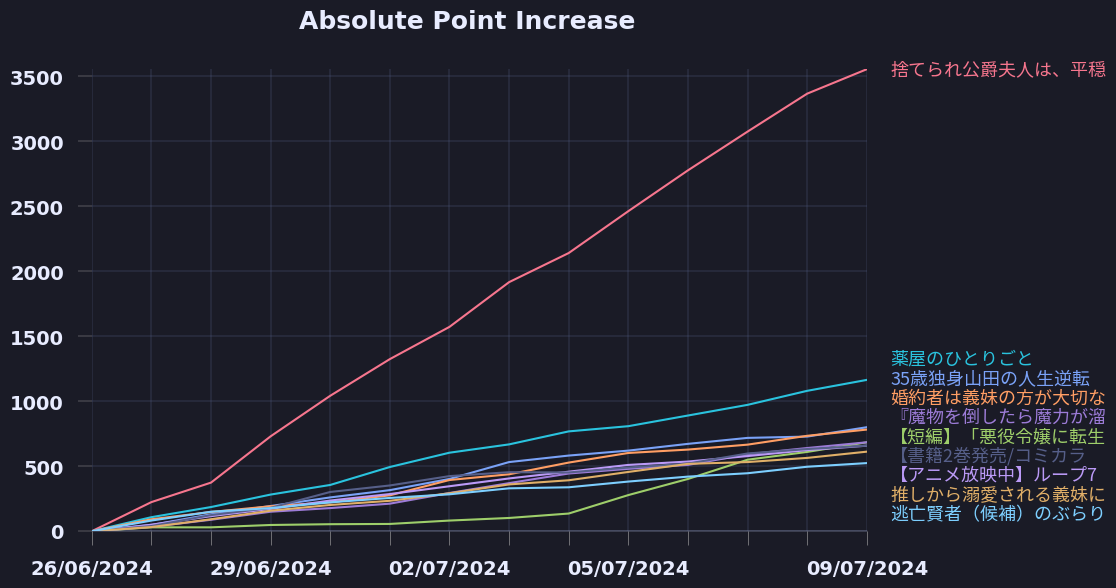 Absolute Point Increase
3500
3000
2500
2000
1500
1000
500
0
26/06/2024
29/06/2024
02/07/2024
05/07/2024
09/07/2024
捨てられ公爵夫人は、平穏
薬屋のひとりごと
35歳独身山田の人生逆転
婚約者は義妹の方が大切な
『魔物を倒したら魔力が溜
【短編】「悪役令嬢に転生
【書籍2巻発売/コミカラ
【アニメ放映中】ループ7
推しから溺愛される義妹に
逃亡賢者（候補）のぶらり